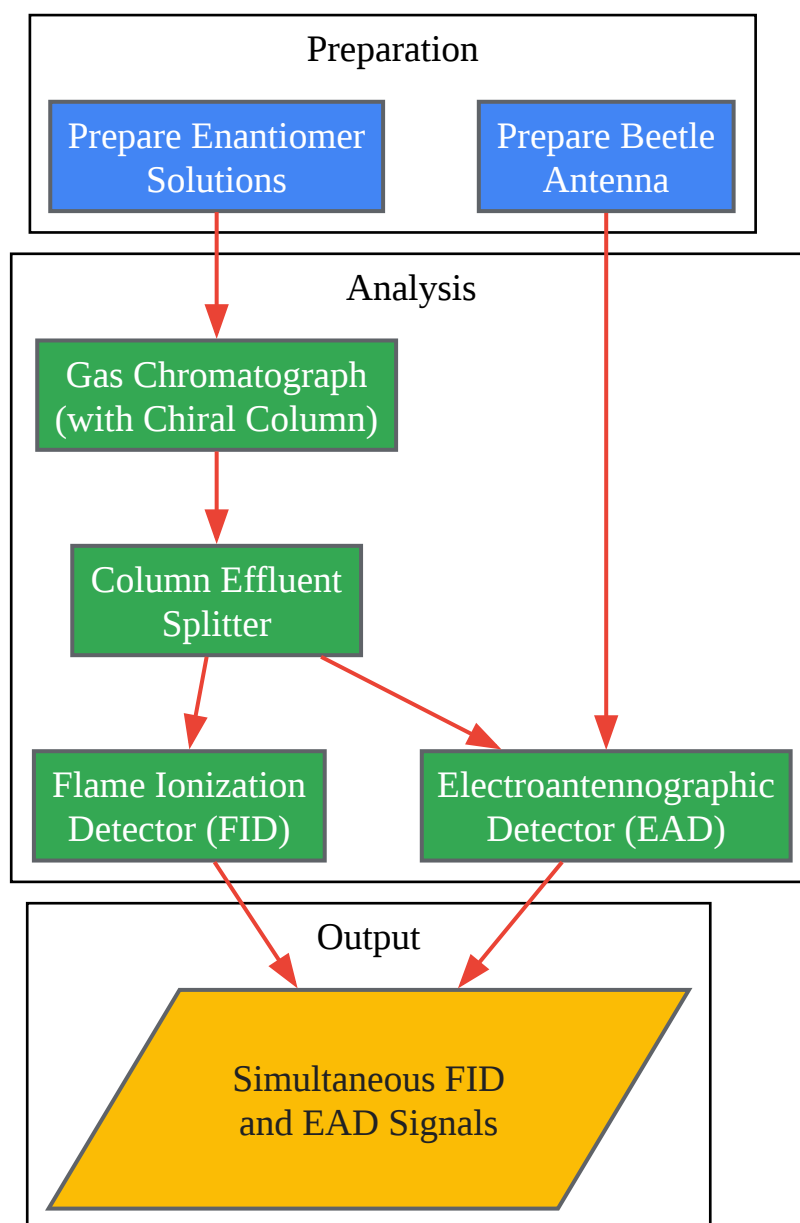 Preparation
Prepare Enantiomer
Solutions
Prepare Beetle
Antenna
Analysis
Gas Chromatograph
(with Chiral Column)
Column Effluent
Splitter
Flame Ionization
Detector (FID)
Electroantennographic
Detector (EAD)
Output
Simultaneous FID
and EAD Signals